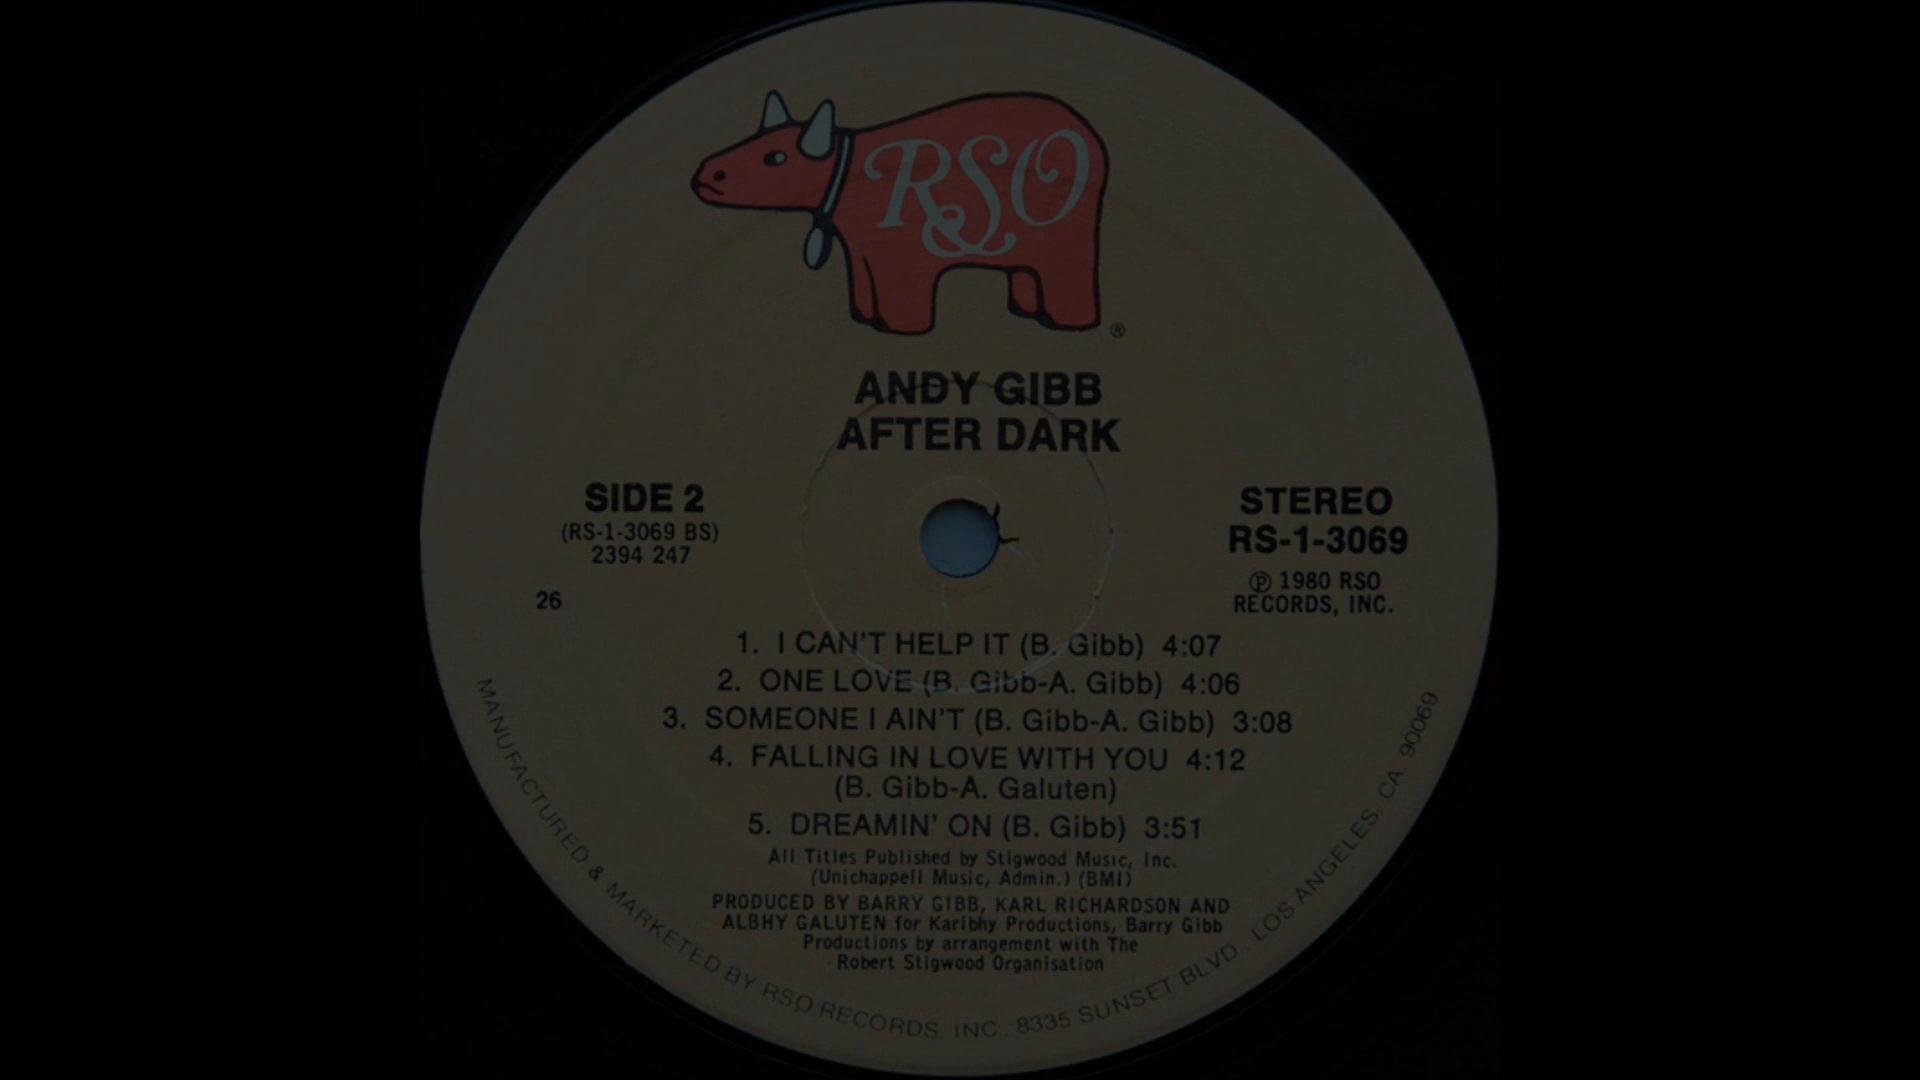 RSO
®
ANDY GIBB
AFTER DARK
SIDE 2
(RS-1-3069 BS)
2394 247
26
STEREO
RS-1-3069
℗ 1980 RSO
RECORDS, INC.
1. I CAN'T HELP IT (B. Gibb) 4:07
2. ONE LOVE (B. Gibb-A. Gibb) 4:06
3. SOMEONE I AIN'T (B. Gibb-A. Gibb) 3:08
4. FALLING IN LOVE WITH YOU 4:12
(B. Gibb-A. Galuten)
5. DREAMIN' ON (B. Gibb) 3:51
All Titles Published by Stigwood Music, Inc.
(Unichappell Music, Admin.) (BMI)
PRODUCED BY BARRY GIBB, KARL RICHARDSON AND
ALBHY GALUTEN for Karlbhy Productions, Barry Gibb
Productions by arrangement with The
Robert Stigwood Organisation
MANUFACTURED & MARKETED BY RSO RECORDS, INC. 8335 SUNSET BLVD. LOS ANGELES. CA. 90069